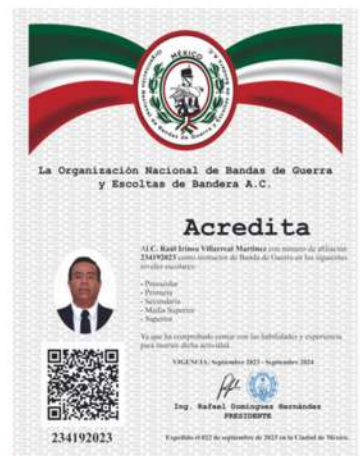 MÉXICO
La Organización Nacional de Bandas de Guerra
y Escoltas de Bandera A.C.
Acredita
Al C. Raúl Irineo Villarreal Martínez con número de afiliación
234192023 como instructor de Banda de Guerra en los siguientes
niveles escolares:
- Preescolar
- Primaria
- Secundaria
- Media Superior
- Superior
Ya que ha comprobado contar con las habilidades y experiencia
para dicha actividad.
VIGENCIA: Septiembre 2023 - Septiembre 2024
Ing. Rafael Domínguez Hernández
PRESIDENTE
234192023
Expedido el 022 de septiembre de 2023 en la Ciudad de México.